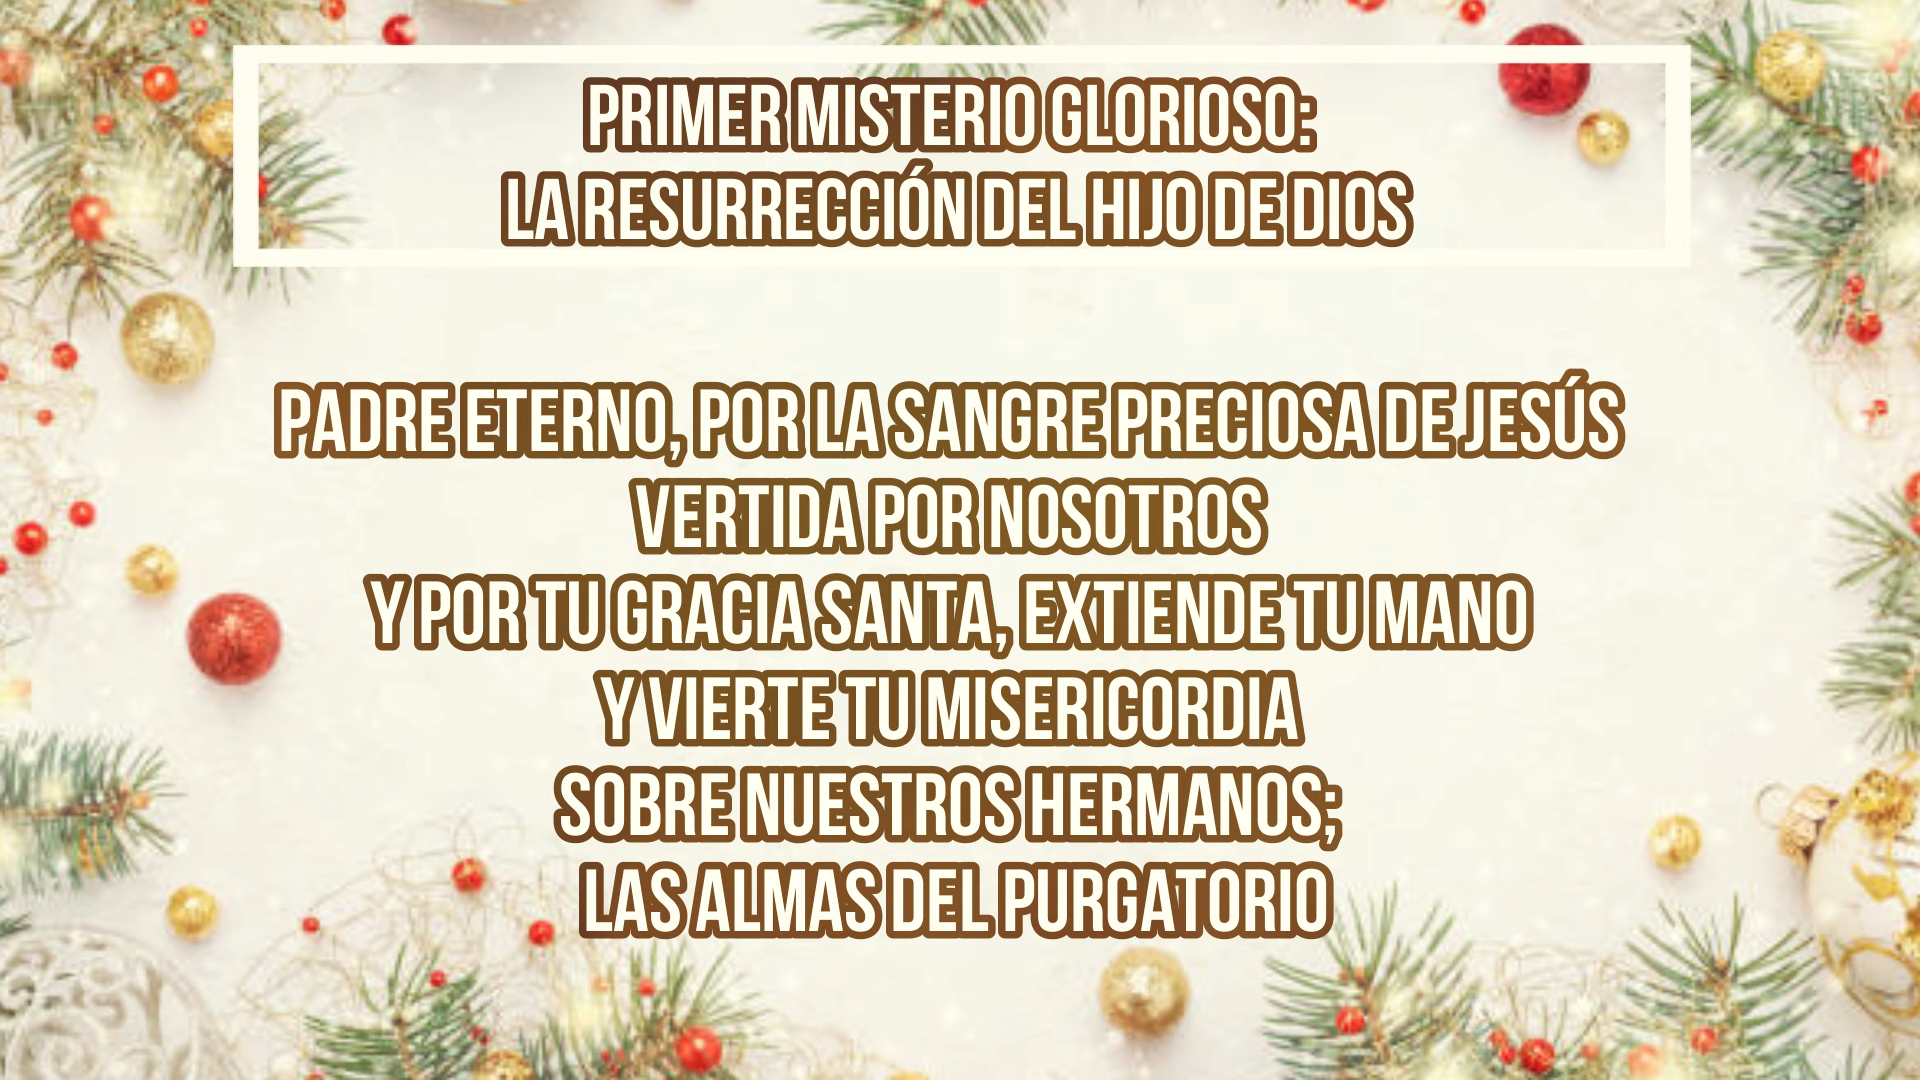 PRIMER MISTERIO GLORIOSO:
LA RESURRECCIÓN DEL HIJO DE DIOS
PADRE ETERNO, POR LA SANGRE PRECIOSA DE JESÚS
VERTIDA POR NOSOTROS
Y POR TU GRACIA SANTA, EXTIENDE TU MANO
Y VIERTE TU MISERICORDIA
SOBRE NUESTROS HERMANOS;
LAS ALMAS DEL PURGATORIO